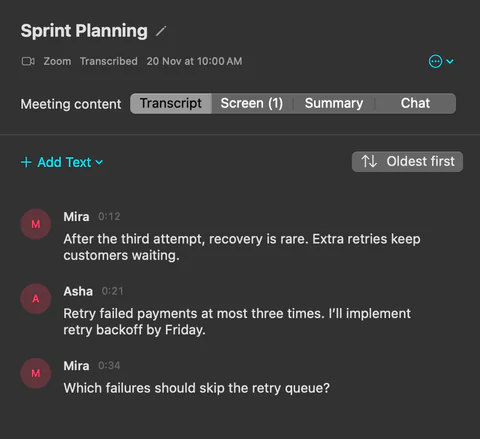 Sprint Planning
Zoom Transcribed 20 Nov at 10:00 AM
Meeting content Transcript Screen (1) Summary Chat
+ Add Text Oldest first
M Mira 0:12
After the third attempt, recovery is rare. Extra retries keep
customers waiting.
A Asha 0:21
Retry failed payments at most three times. I’ll implement
retry backoff by Friday.
M Mira 0:34
Which failures should skip the retry queue?